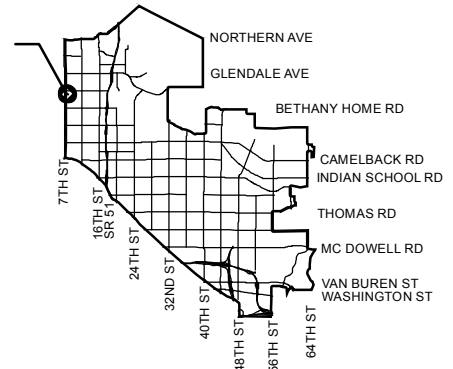 NORTHERN AVE
GLENDALE AVE
BETHANY HOME RD
CAMELBACK RD
INDIAN SCHOOL RD
THOMAS RD
MC DOWELL RD
VAN BUREN ST
WASHINGTON ST
7TH ST
16TH ST
SR 51
24TH ST
32ND ST
40TH ST
48TH ST
56TH ST
64TH ST